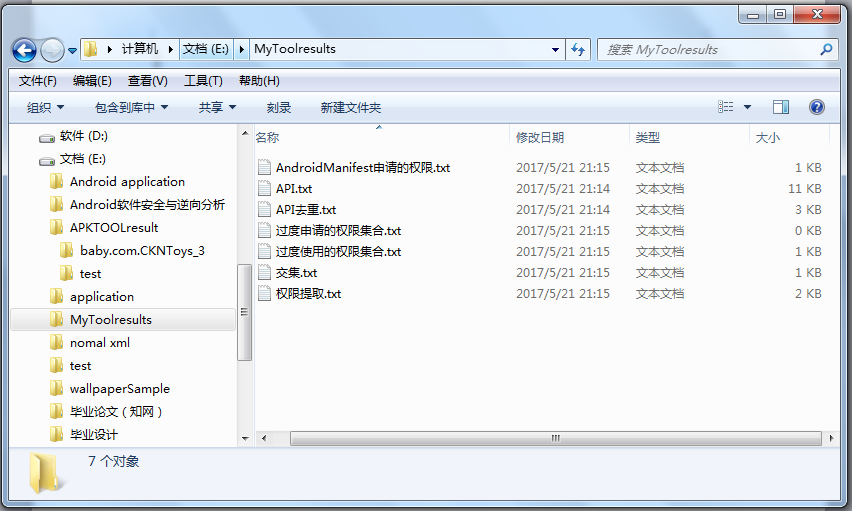 计算机 文档 (E:) MyToolresults 搜索 MyToolresults
文件(F) 编辑(E) 查看(V) 工具(T) 帮助(H)
组织 包含到库中 共享 刻录 新建文件夹
软件 (D:)
文档 (E:)
Android application
Android软件安全与逆向分析
APKTOOLresult
baby.com.CKNToys_3
test
application
MyToolresults
nomal xml
test
wallpaperSample
毕业论文（知网）
毕业设计
名称 修改日期 类型 大小
AndroidManifest申请的权限.txt 2017/5/21 21:15 文本文档 1 KB
API.txt 2017/5/21 21:14 文本文档 11 KB
API去重.txt 2017/5/21 21:14 文本文档 3 KB
过度申请的权限集合.txt 2017/5/21 21:15 文本文档 0 KB
过度使用的权限集合.txt 2017/5/21 21:15 文本文档 1 KB
交集.txt 2017/5/21 21:15 文本文档 1 KB
权限提取.txt 2017/5/21 21:15 文本文档 2 KB
7 个对象